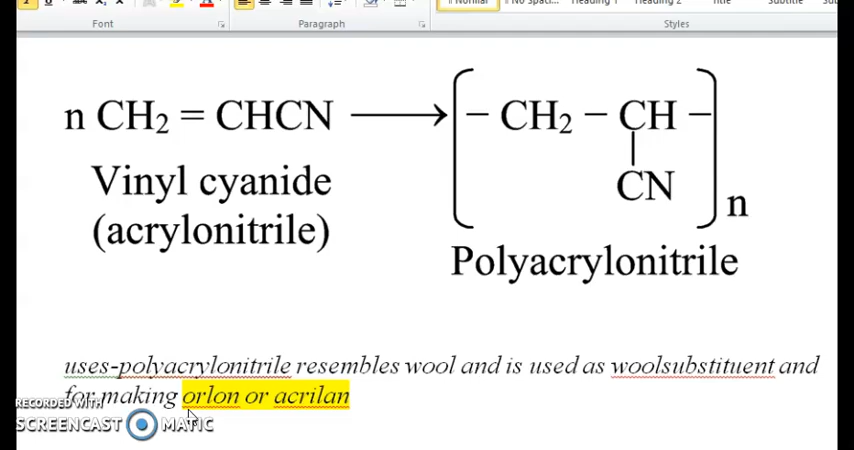 Font Paragraph Styles
n CH₂ = CHCN ⟶ [ − CH₂ − CH − ] n
CN
Vinyl cyanide
(acrylonitrile)
Polyacrylonitrile
uses-polyacrylonitrile resembles wool and is used as woolsubstituent and
for making orlon or acrilan
RECORDED WITH
SCREENCAST MATIC